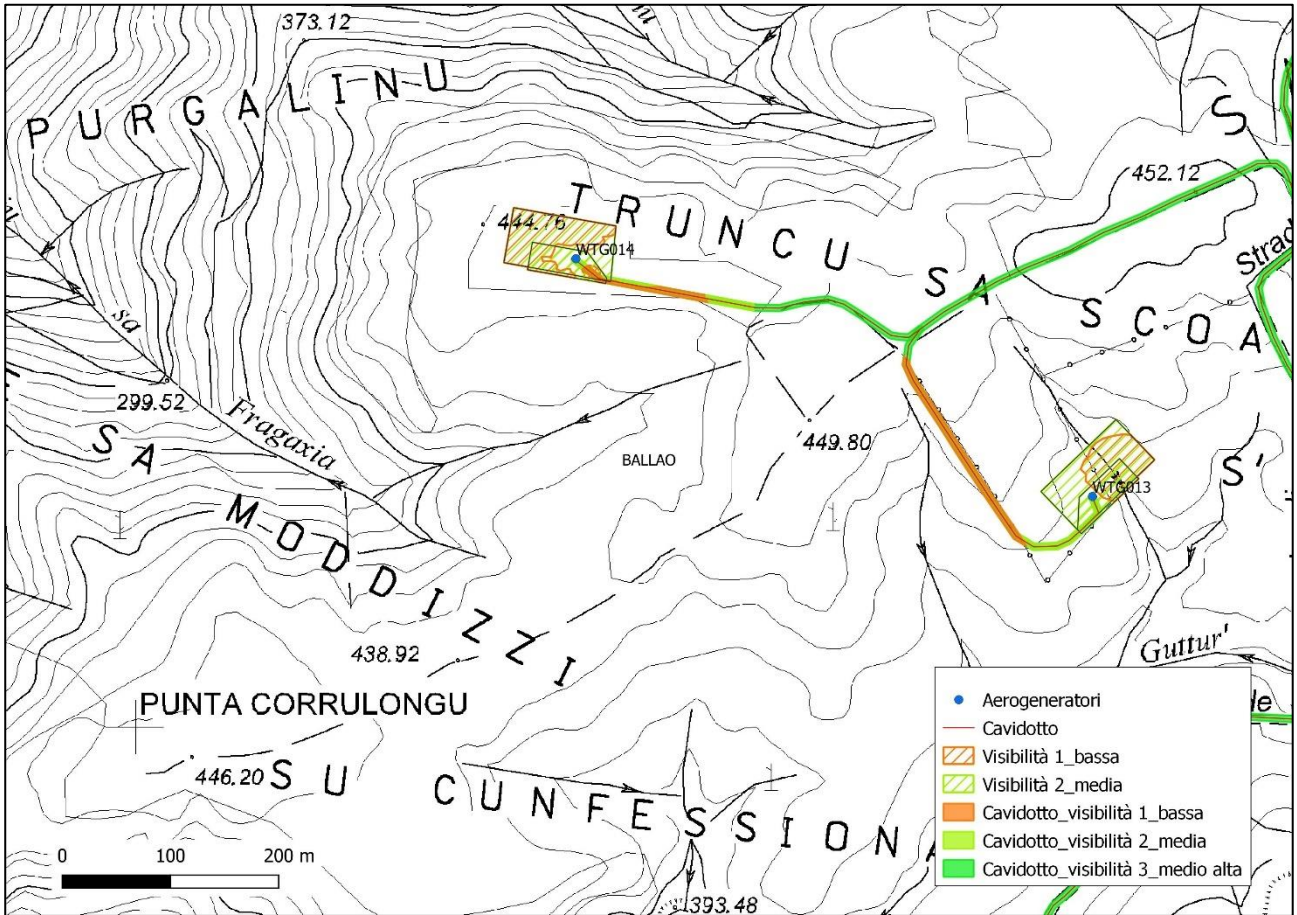 373.12
PURGALINU
452.12
TRUNCU SA SCOA
444.76
WTG014
Strad
S
299.52
Fragaxia
sa
449.80
BALLAO
S'
WTG013
SA MODDIZZI
438.92
Guttur'
PUNTA CORRULONGU
446.20
SU CUNFESSIONA
393.48
de
Aerogeneratori
Cavidotto
Visibilità 1_bassa
Visibilità 2_media
Cavidotto_visibilità 1_bassa
Cavidotto_visibilità 2_media
Cavidotto_visibilità 3_medio alta
0 100 200 m